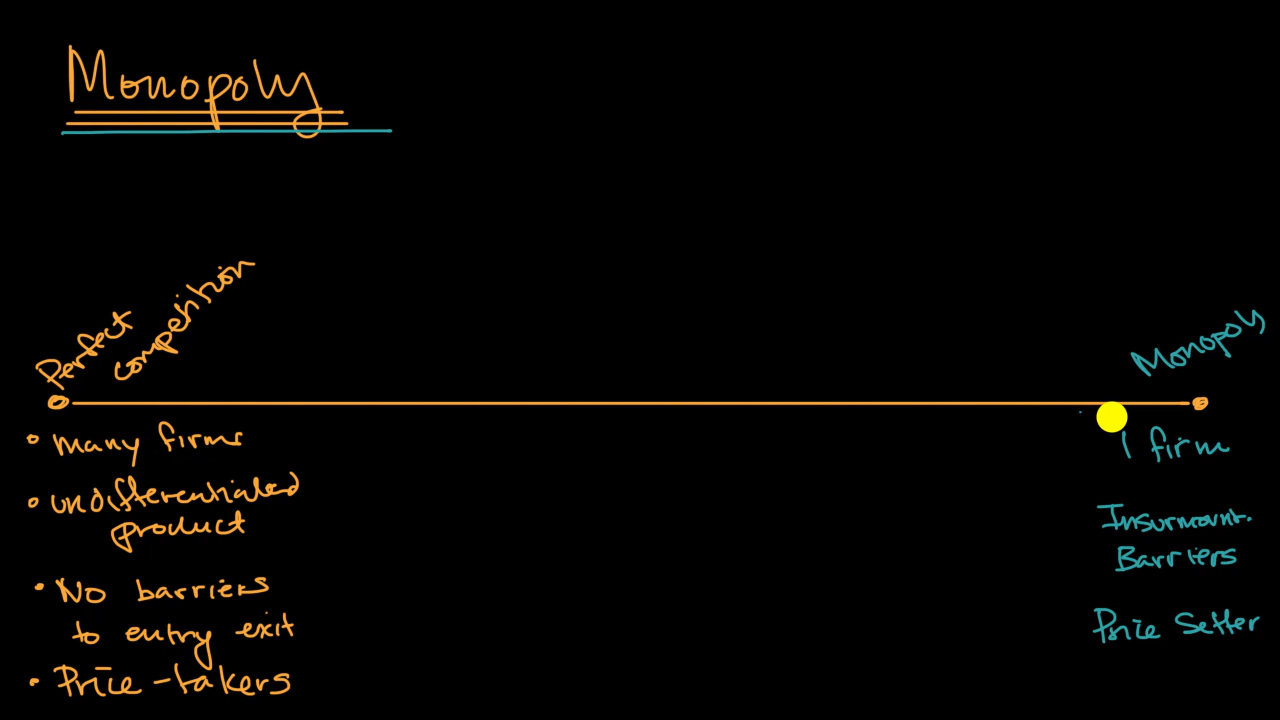 Monopoly
Perfect
competition
• many firms
• undifferentiated
product
• No barriers
to entry exit
• Price-takers
Monopoly
1 firm
Insurmount.
Barriers
Price Setter